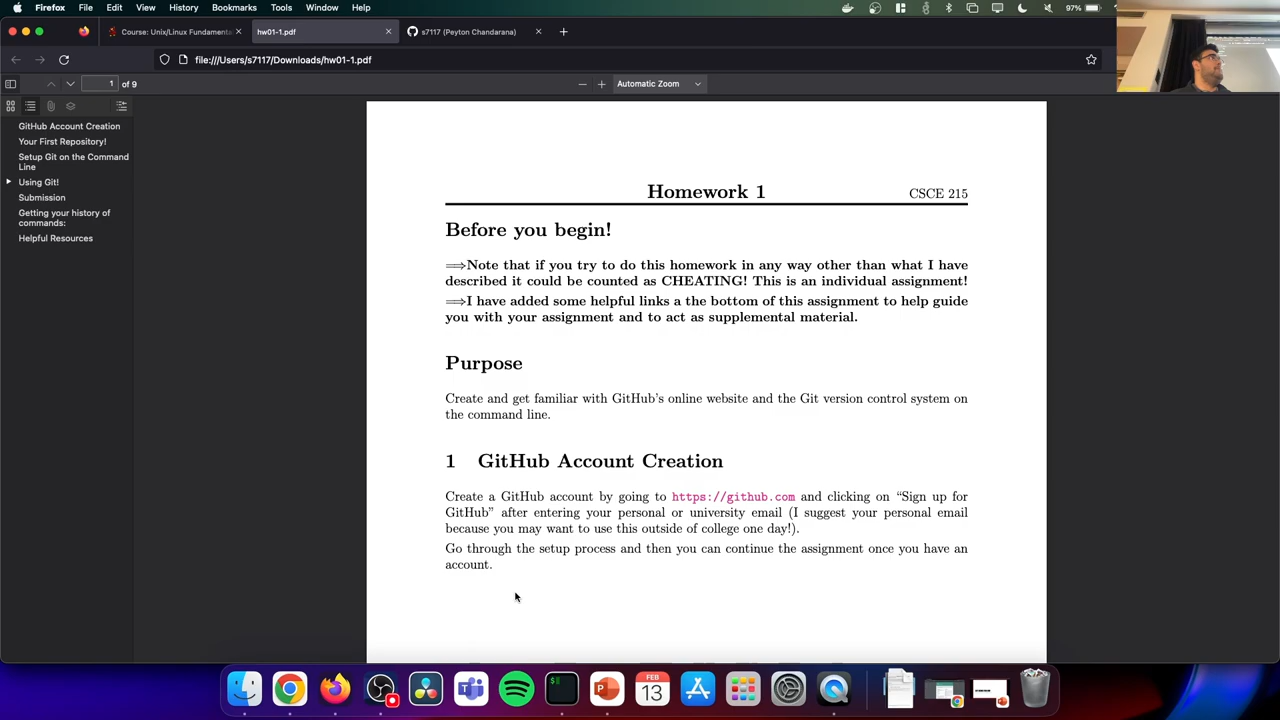 Firefox File Edit View History Bookmarks Tools Window Help 97%
Course: Unix/Linux Fundament
hw01-1.pdf
s7117 (Peyton Chandarana)
file:///Users/s7117/Downloads/hw01-1.pdf
1 of 9
Automatic Zoom
GitHub Account Creation
Your First Repository!
Setup Git on the Command
Line
Using Git!
Submission
Getting your history of
commands:
Helpful Resources
Homework 1 CSCE 215
Before you begin!
⟹Note that if you try to do this homework in any way other than what I have
described it could be counted as CHEATING! This is an individual assignment!
⟹I have added some helpful links a the bottom of this assignment to help guide
you with your assignment and to act as supplemental material.
Purpose
Create and get familiar with GitHub's online website and the Git version control system on
the command line.
1 GitHub Account Creation
Create a GitHub account by going to https://github.com and clicking on “Sign up for
GitHub” after entering your personal or university email (I suggest your personal email
because you may want to use this outside of college one day!).
Go through the setup process and then you can continue the assignment once you have an
account.
FEB
13